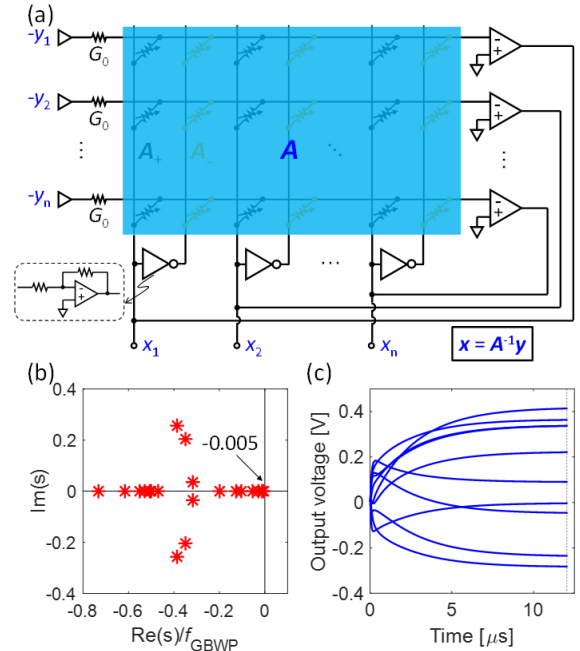 (a)
-y₁
G₀
-
+
-y₂
G₀
-
+
⋮
A₊
A₋
A
⋱
⋮
-yₙ
G₀
-
+
⋯
⋯
-
+
x₁
x₂
xₙ
x = A⁻¹y
(b)
0.4
0.2
0
-0.2
-0.4
Im(s)
-0.005
-0.8
-0.6
-0.4
-0.2
0
Re(s)/f_GBWP
(c)
0.4
0.2
0
-0.2
-0.4
Output voltage [V]
0
5
10
Time [μs]